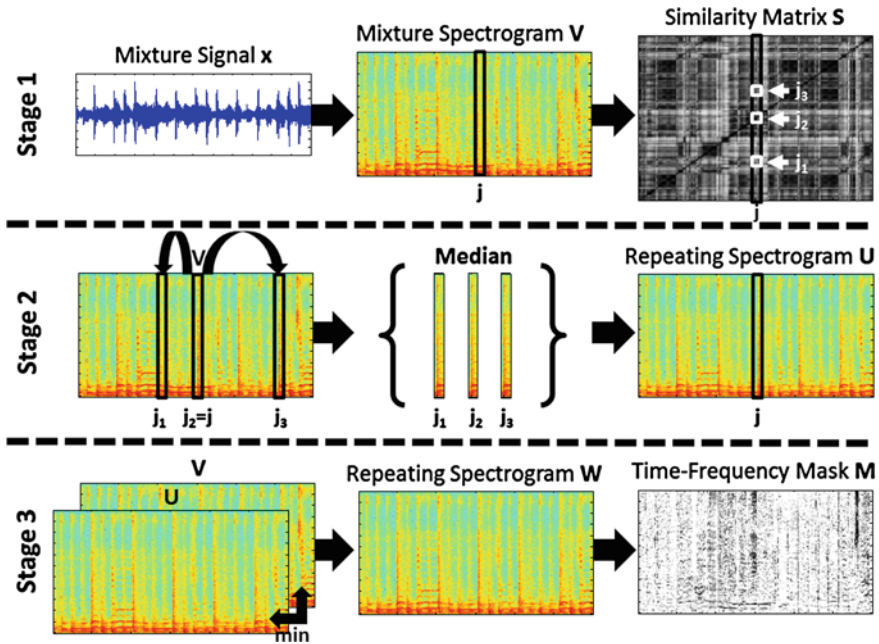 Stage 1
Mixture Signal x
Mixture Spectrogram V
Similarity Matrix S
j3
j2
j1
j
j
Stage 2
V
Median
Repeating Spectrogram U
j1
j2=j
j3
j1
j2
j3
j
Stage 3
V
U
Repeating Spectrogram W
Time-Frequency Mask M
min